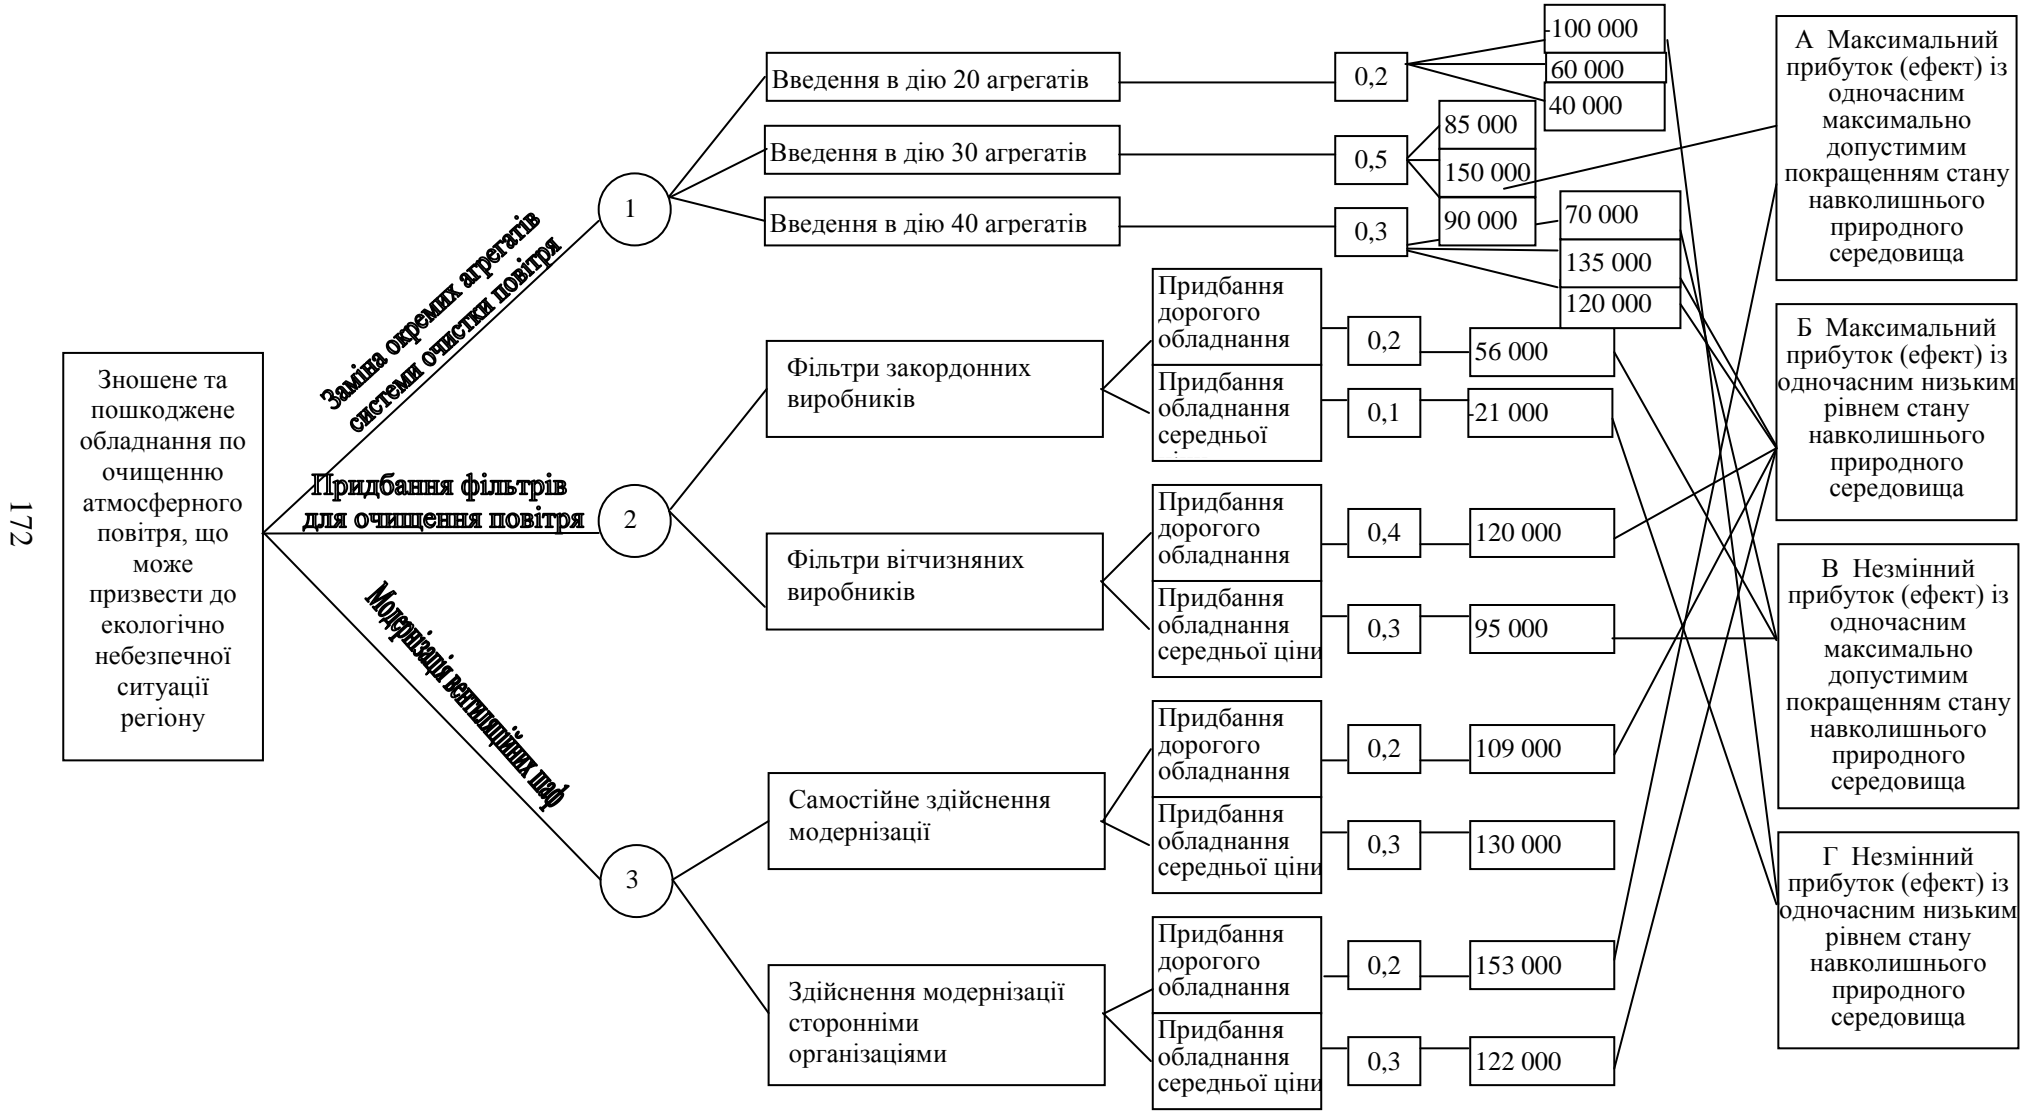 172
Зношене та
пошкоджене
обладнання по
очищенню
атмосферного
повітря, що
може
призвести до
екологічно
небезпечної
ситуації
регіону
Заміна окремих агрегатів
системи очистки повітря
Придбання фільтрів
для очищення повітря
Модернізація вентиляційних шаф
1
2
3
Введення в дію 20 агрегатів
0,2
-100 000
60 000
40 000
Введення в дію 30 агрегатів
0,5
85 000
150 000
90 000
Введення в дію 40 агрегатів
0,3
70 000
135 000
120 000
Фільтри закордонних
виробників
Придбання
дорогого
обладнання
0,2
56 000
Придбання
обладнання
середньої
0,1
-21 000
Фільтри вітчизняних
виробників
Придбання
дорогого
обладнання
0,4
120 000
Придбання
обладнання
середньої ціни
0,3
95 000
Самостійне здійснення
модернізації
Придбання
дорогого
обладнання
0,2
109 000
Придбання
обладнання
середньої ціни
0,3
130 000
Здійснення модернізації
сторонніми
організаціями
Придбання
дорогого
обладнання
0,2
153 000
Придбання
обладнання
середньої ціни
0,3
122 000
А Максимальний
прибуток (ефект) із
одночасним
максимально
допустимим
покращенням стану
навколишнього
природного
середовища
Б Максимальний
прибуток (ефект) із
одночасним низьким
рівнем стану
навколишнього
природного
середовища
В Незмінний
прибуток (ефект) із
одночасним
максимально
допустимим
покращенням стану
навколишнього
природного
середовища
Г Незмінний
прибуток (ефект) із
одночасним низьким
рівнем стану
навколишнього
природного
середовища